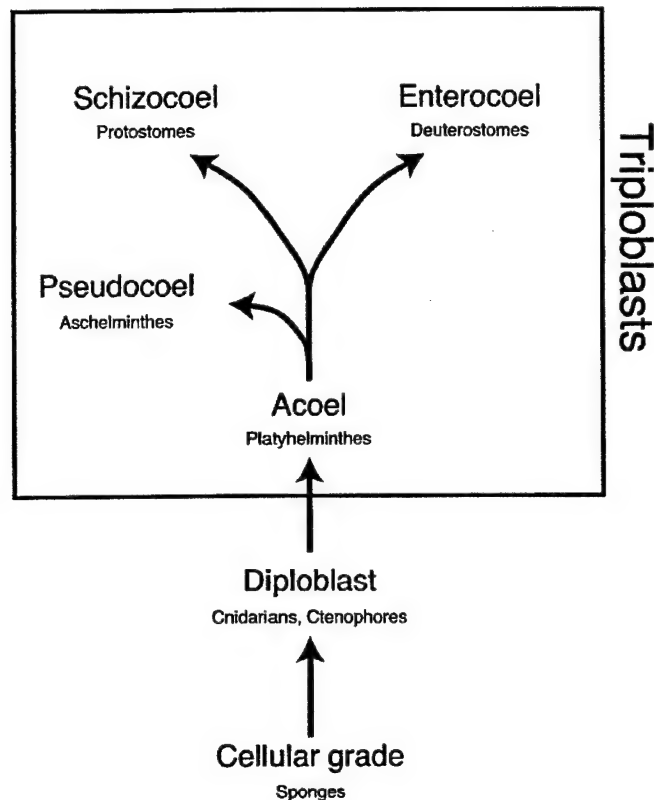 Schizocoel
Protostomes
Enterocoel
Deuterostomes
Triploblasts
Pseudocoel
Aschelminthes
Acoel
Platyhelminthes
Diploblast
Cnidarians, Ctenophores
Cellular grade
Sponges